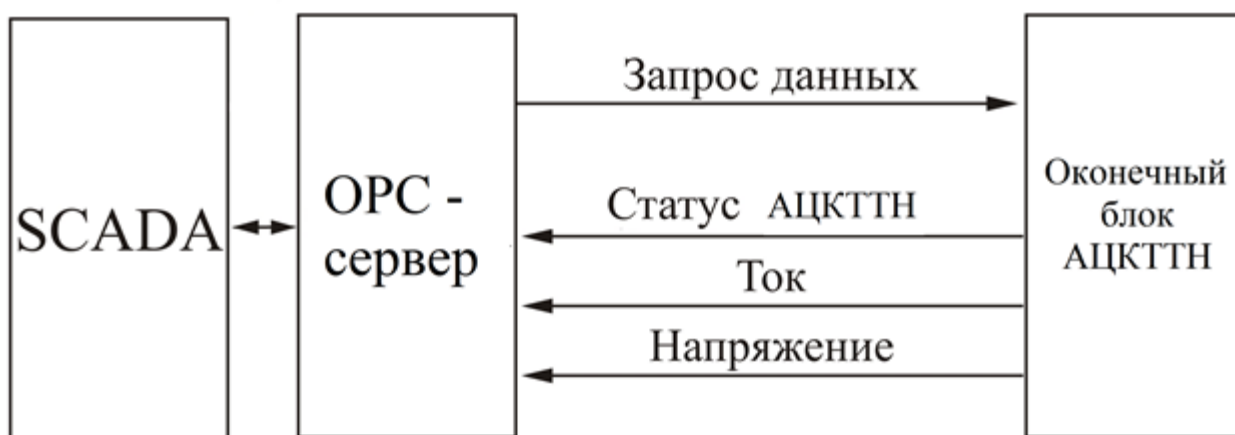 SCADA
OPC -
сервер
Запрос данных
Статус АЦКТТН
Ток
Напряжение
Оконечный
блок
АЦКТТН